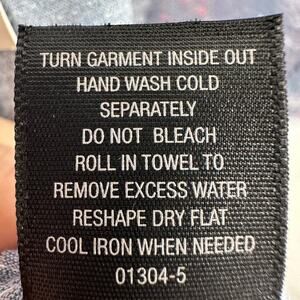 TURN GARMENT INSIDE OUT
HAND WASH COLD
SEPARATELY
DO NOT BLEACH
ROLL IN TOWEL TO
REMOVE EXCESS WATER
RESHAPE DRY FLAT
COOL IRON WHEN NEEDED
01304-5